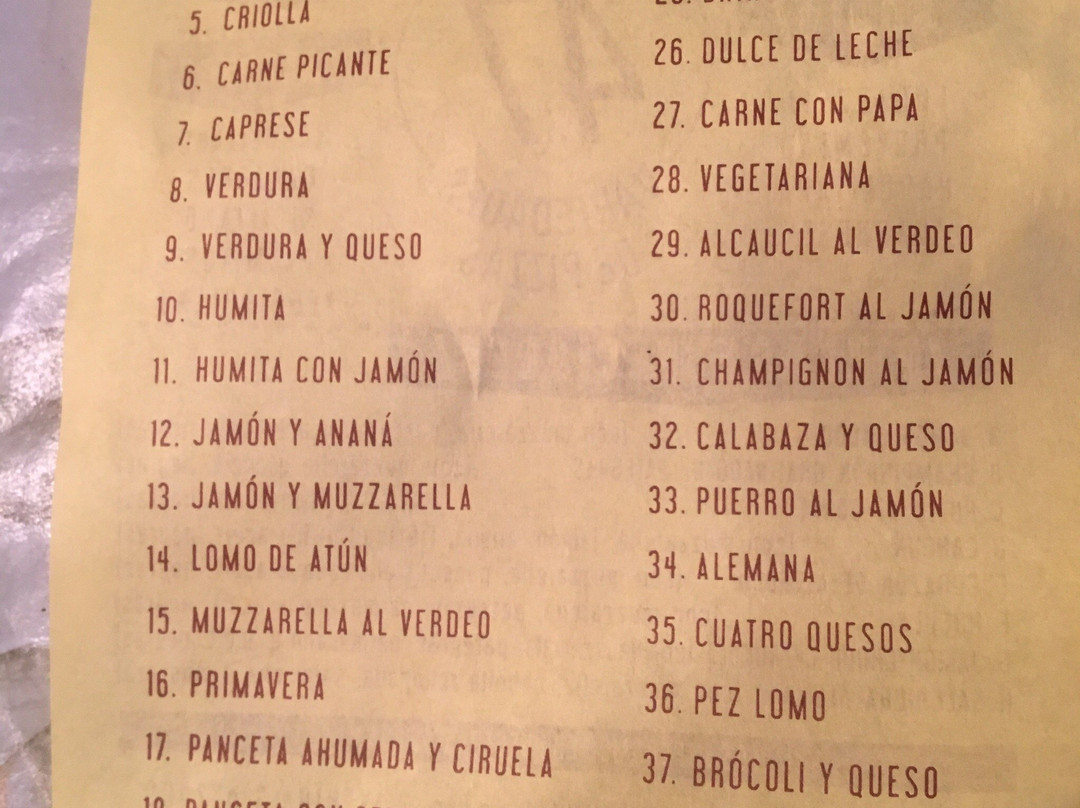 5. CRIOLLA
6. CARNE PICANTE
7. CAPRESE
8. VERDURA
9. VERDURA Y QUESO
10. HUMITA
11. HUMITA CON JAMÓN
12. JAMÓN Y ANANÁ
13. JAMÓN Y MUZZARELLA
14. LOMO DE ATÚN
15. MUZZARELLA AL VERDEO
16. PRIMAVERA
17. PANCETA AHUMADA Y CIRUELA
26. DULCE DE LECHE
27. CARNE CON PAPA
28. VEGETARIANA
29. ALCAUCIL AL VERDEO
30. ROQUEFORT AL JAMÓN
31. CHAMPIGNON AL JAMÓN
32. CALABAZA Y QUESO
33. PUERRO AL JAMÓN
34. ALEMANA
35. CUATRO QUESOS
36. PEZ LOMO
37. BRÓCOLI Y QUESO